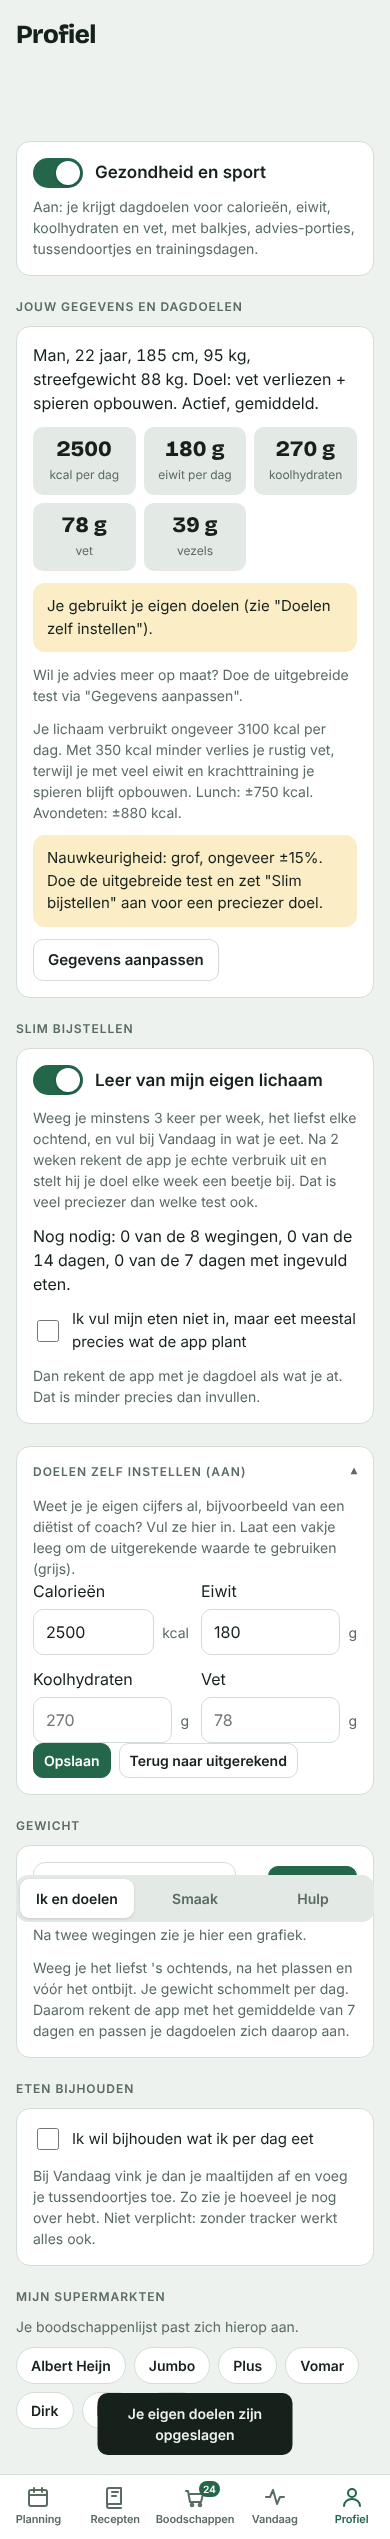 Profiel
Gezondheid en sport
Aan: je krijgt dagdoelen voor calorieën, eiwit,
koolhydraten en vet, met balkjes, advies-porties,
tussendoortjes en trainingsdagen.
JOUW GEGEVENS EN DAGDOELEN
Man, 22 jaar, 185 cm, 95 kg,
streefgewicht 88 kg. Doel: vet verliezen +
spieren opbouwen. Actief, gemiddeld.
2500 180 g 270 g
kcal per dag eiwit per dag koolhydraten
78 g 39 g
vet vezels
Je gebruikt je eigen doelen (zie "Doelen
zelf instellen").
Wil je advies meer op maat? Doe de uitgebreide
test via "Gegevens aanpassen".
Je lichaam verbruikt ongeveer 3100 kcal per
dag. Met 350 kcal minder verlies je rustig vet,
terwijl je met veel eiwit en krachttraining je
spieren blijft opbouwen. Lunch: ±750 kcal.
Avondeten: ±880 kcal.
Nauwkeurigheid: grof, ongeveer ±15%.
Doe de uitgebreide test en zet "Slim
bijstellen" aan voor een preciezer doel.
Gegevens aanpassen
SLIM BIJSTELLEN
Leer van mijn eigen lichaam
Weeg je minstens 3 keer per week, het liefst elke
ochtend, en vul bij Vandaag in wat je eet. Na 2
weken rekent de app je echte verbruik uit en
stelt hij je doel elke week een beetje bij. Dat is
veel preciezer dan welke test ook.
Nog nodig: 0 van de 8 wegingen, 0 van de
14 dagen, 0 van de 7 dagen met ingevuld
eten.
Ik vul mijn eten niet in, maar eet meestal
precies wat de app plant
Dan rekent de app met je dagdoel als wat je at.
Dat is minder precies dan invullen.
DOELEN ZELF INSTELLEN (AAN)
Weet je je eigen cijfers al, bijvoorbeeld van een
diëtist of coach? Vul ze hier in. Laat een vakje
leeg om de uitgerekende waarde te gebruiken
(grijs).
Calorieën Eiwit
2500 kcal 180 g
Koolhydraten Vet
270 g 78 g
Opslaan Terug naar uitgerekend
GEWICHT
Ik en doelen Smaak Hulp
Na twee wegingen zie je hier een grafiek.
Weeg je het liefst 's ochtends, na het plassen en
vóór het ontbijt. Je gewicht schommelt per dag.
Daarom rekent de app met het gemiddelde van 7
dagen en passen je dagdoelen zich daarop aan.
ETEN BIJHOUDEN
Ik wil bijhouden wat ik per dag eet
Bij Vandaag vink je dan je maaltijden af en voeg
je tussendoortjes toe. Zo zie je hoeveel je nog
over hebt. Niet verplicht: zonder tracker werkt
alles ook.
MIJN SUPERMARKTEN
Je boodschappenlijst past zich hierop aan.
Albert Heijn Jumbo Plus Vomar
Dirk
Je eigen doelen zijn
opgeslagen
24
Planning Recepten Boodschappen Vandaag Profiel